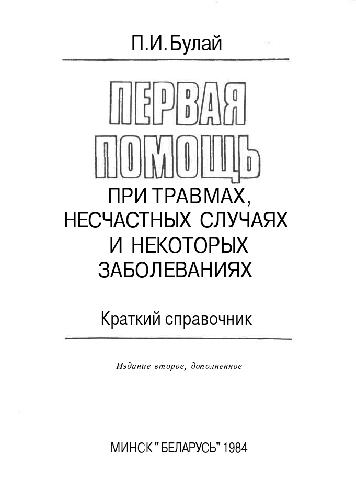 П.И.Булай
ПЕРВАЯ
ПОМОЩЬ
ПРИ ТРАВМАХ,
НЕСЧАСТНЫХ СЛУЧАЯХ
И НЕКОТОРЫХ
ЗАБОЛЕВАНИЯХ
Краткий справочник
Издание второе, дополненное
МИНСК "БЕЛАРУСЬ" 1984